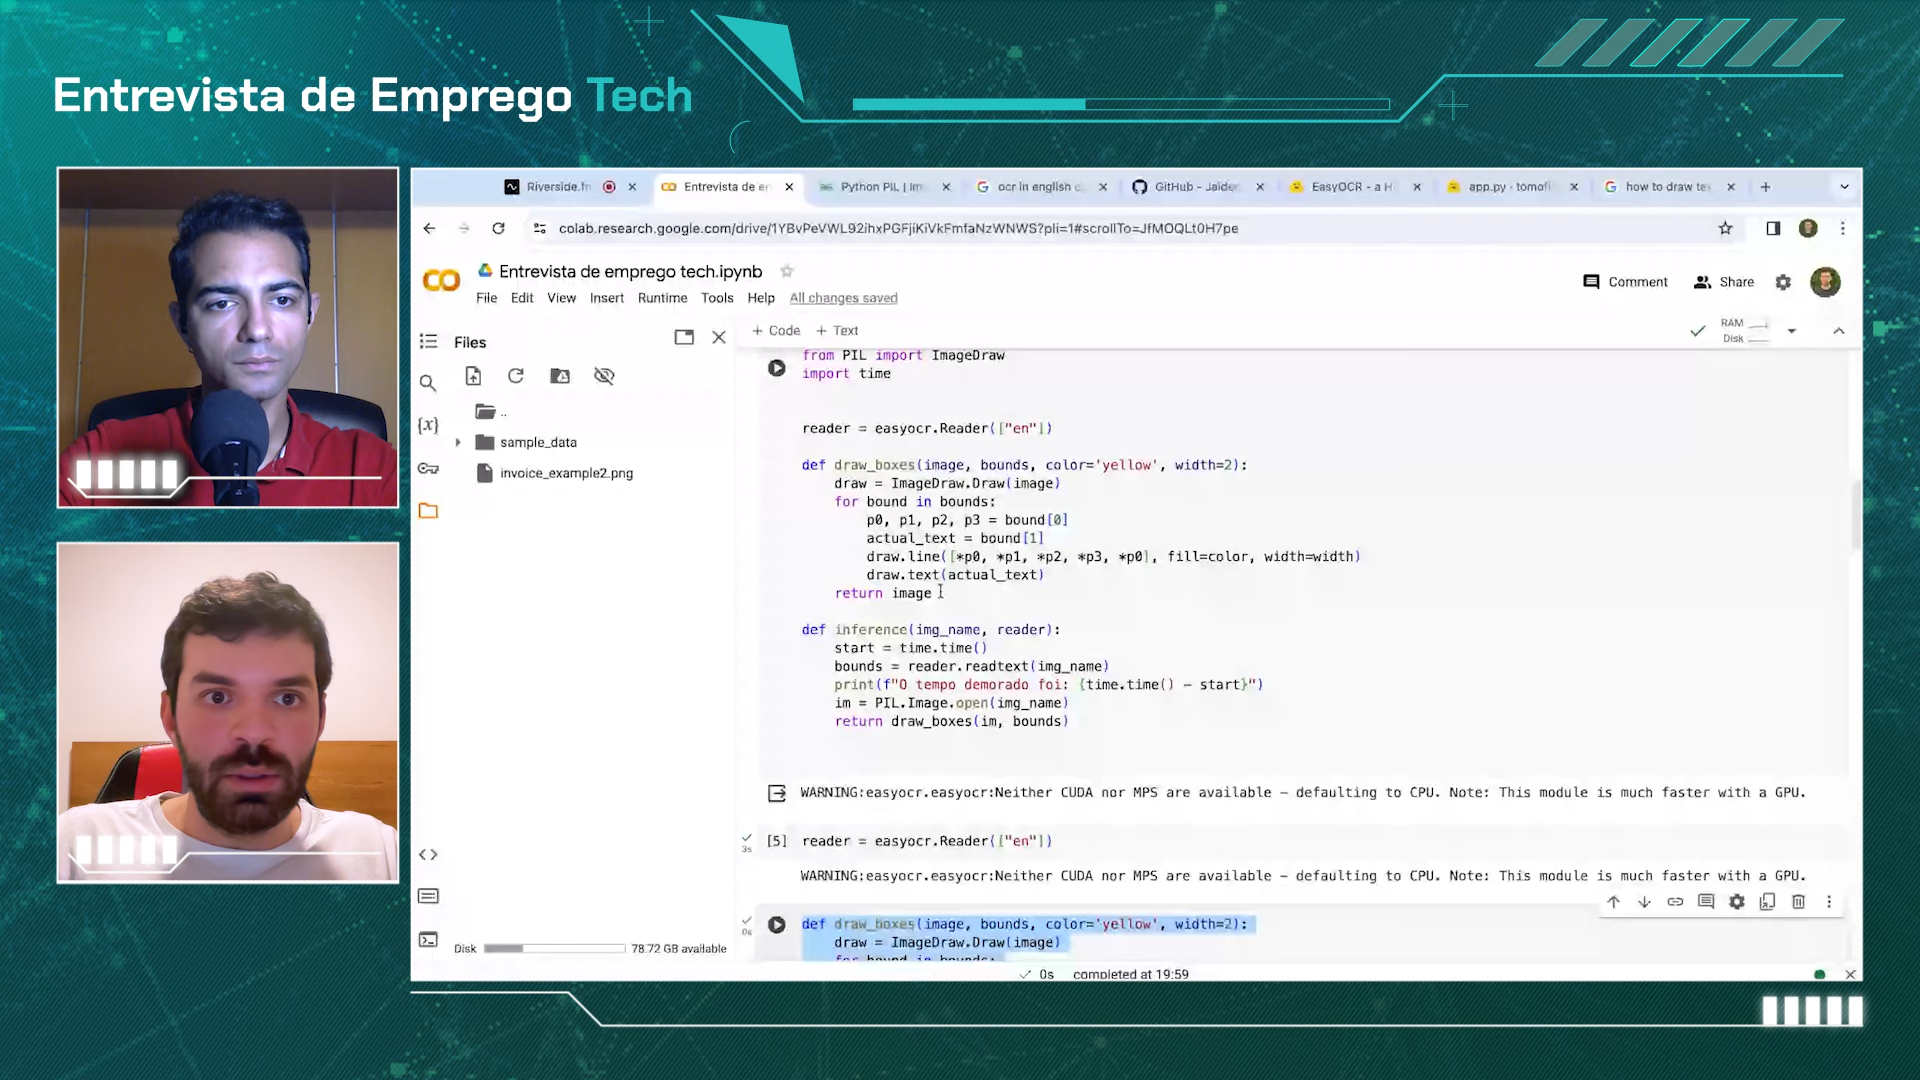 Entrevista de Emprego Tech
Riverside.fm
Entrevista de e
Python PIL | Im
ocr in english
GitHub - Jaide
EasyOCR - a H
app.py · tomofi
how to draw te
colab.research.google.com/drive/1YBvPeVWL92ihxPGFjiKiVkFmfaNzWNWS?pli=1#scrollTo=JfMOQLt0H7pe
Entrevista de emprego tech.ipynb
File Edit View Insert Runtime Tools Help All changes saved
Comment Share
Files
+ Code + Text
RAM
Disk
..
sample_data
invoice_example2.png
Disk 78.72 GB available
from PIL import ImageDraw
import time
reader = easyocr.Reader(["en"])
def draw_boxes(image, bounds, color='yellow', width=2):
draw = ImageDraw.Draw(image)
for bound in bounds:
p0, p1, p2, p3 = bound[0]
actual_text = bound[1]
draw.line([*p0, *p1, *p2, *p3, *p0], fill=color, width=width)
draw.text(actual_text)
return image
def inference(img_name, reader):
start = time.time()
bounds = reader.readtext(img_name)
print(f"O tempo demorado foi: {time.time() - start}")
im = PIL.Image.open(img_name)
return draw_boxes(im, bounds)
WARNING:easyocr.easyocr:Neither CUDA nor MPS are available - defaulting to CPU. Note: This module is much faster with a GPU.
[5] reader = easyocr.Reader(["en"])
3s
WARNING:easyocr.easyocr:Neither CUDA nor MPS are available - defaulting to CPU. Note: This module is much faster with a GPU.
0s
def draw_boxes(image, bounds, color='yellow', width=2):
draw = ImageDraw.Draw(image)
for bound in bounds:
0s completed at 19:59